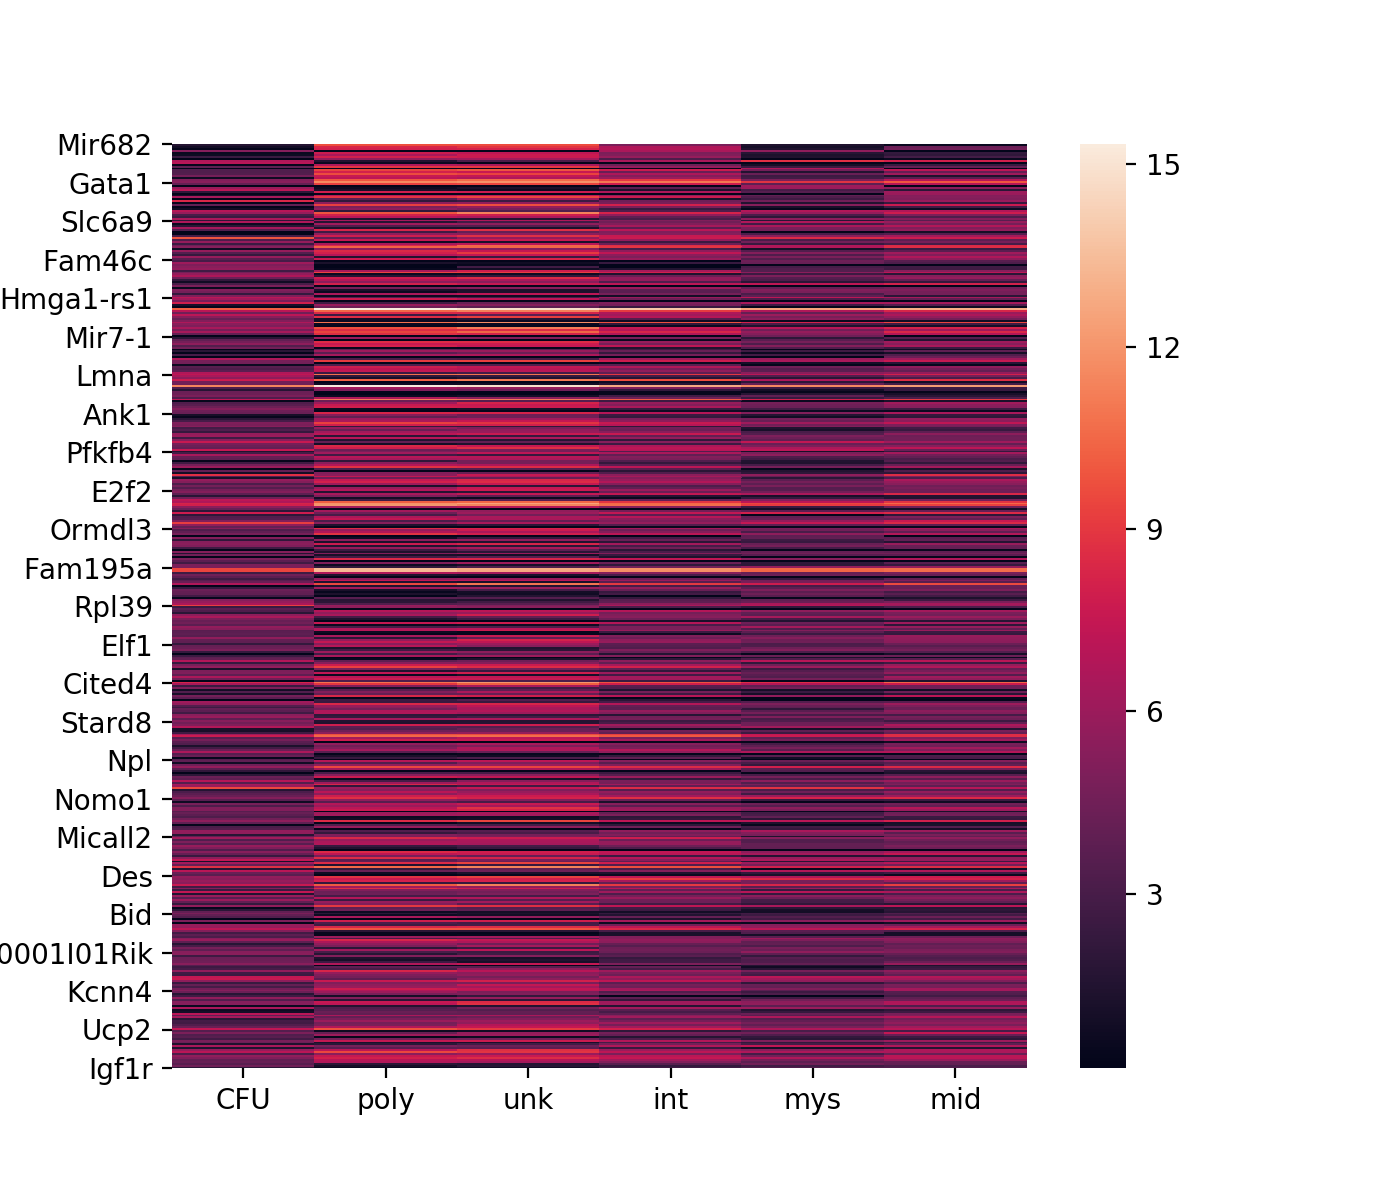 Mir682
Gata1
Slc6a9
Fam46c
Hmga1-rs1
Mir7-1
Lmna
Ank1
Pfkfb4
E2f2
Ormdl3
Fam195a
Rpl39
Elf1
Cited4
Stard8
Npl
Nomo1
Micall2
Des
Bid
0001I01Rik
Kcnn4
Ucp2
Igf1r
CFU poly unk int mys mid
15
12
9
6
3